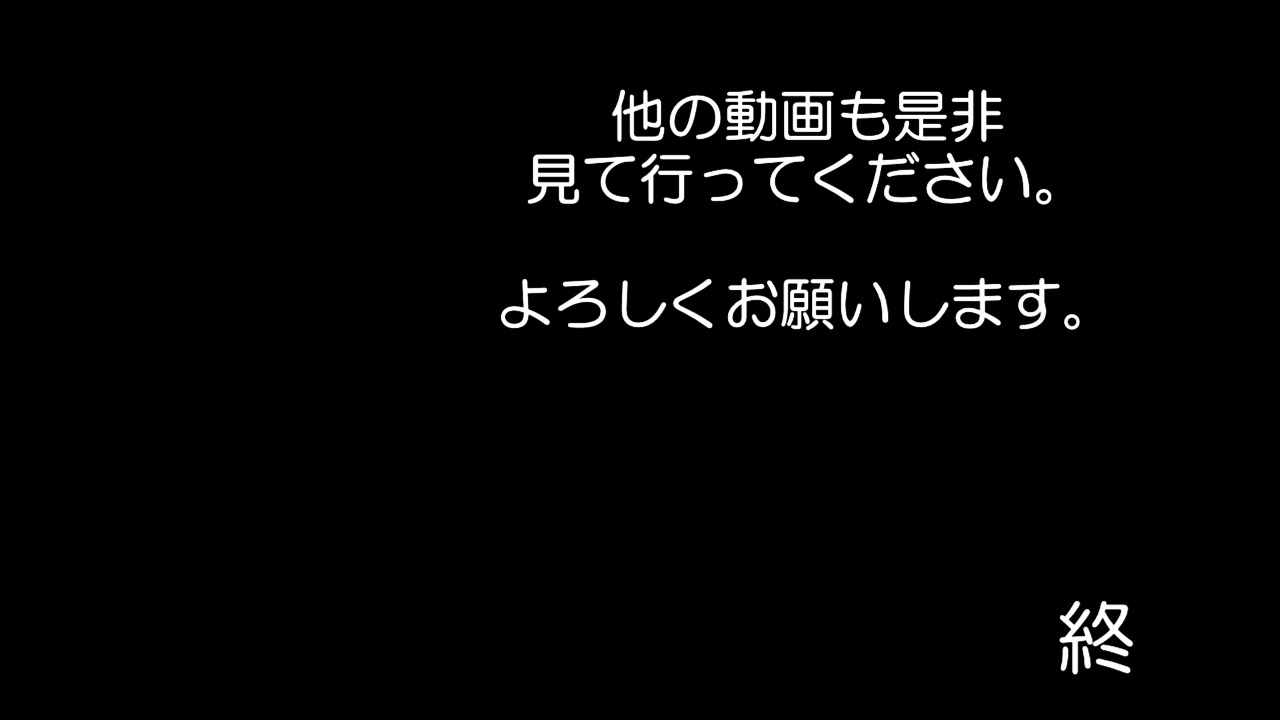 他の動画も是非
見て行ってください。
よろしくお願いします。
終